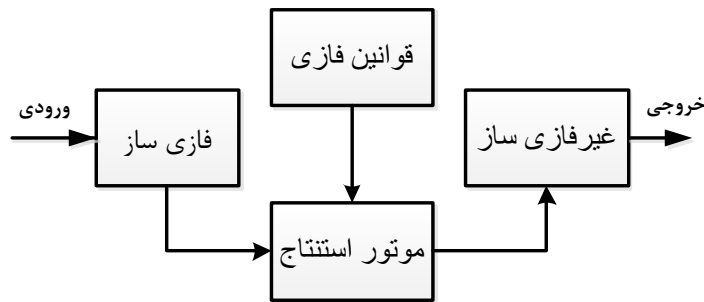 قوانین فازی
ورودی
فازی ساز
خروجی
غیرفازی ساز
موتور استنتاج